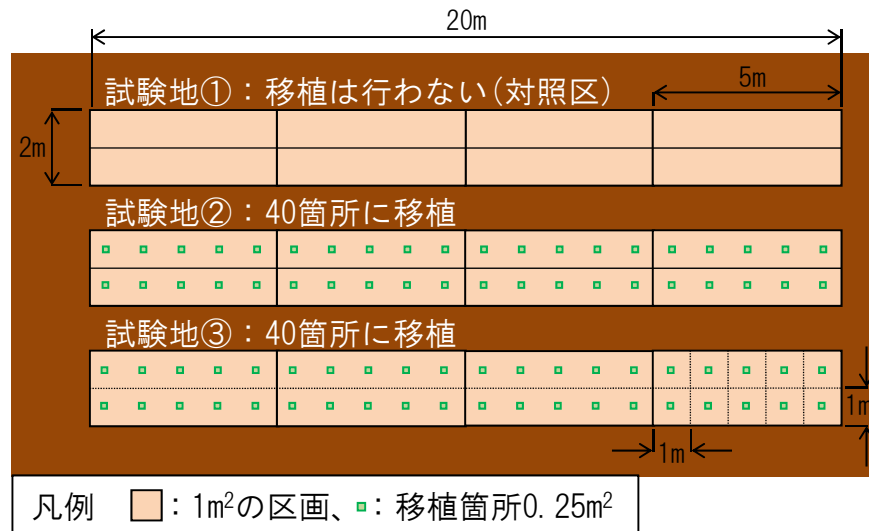 20m
試験地①：移植は行わない(対照区)
5m
2m
試験地②：40箇所に移植
試験地③：40箇所に移植
1m
1m
凡例 ：1m²の区画、：移植箇所0.25m²